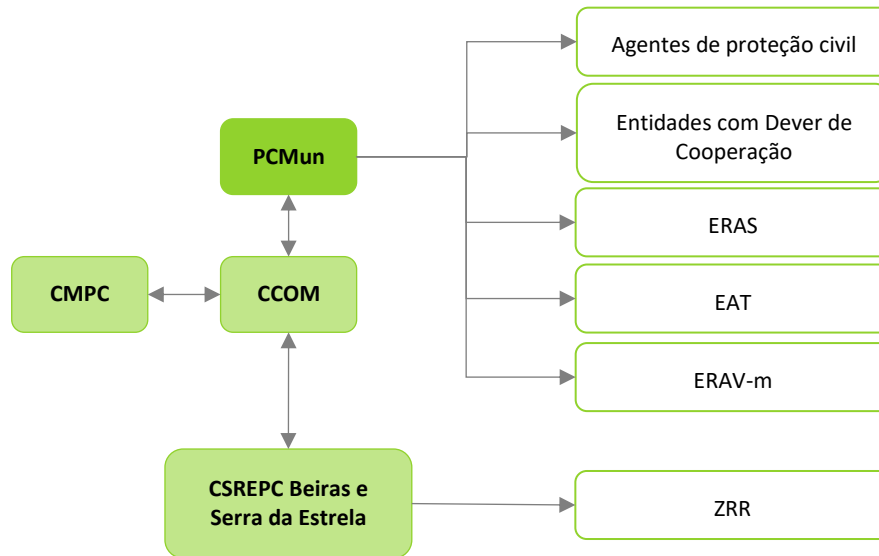 Agentes de proteção civil
Entidades com Dever de
Cooperação
PCMun
ERAS
CMPC
CCOM
EAT
ERAV-m
CSREPC Beiras e
Serra da Estrela
ZRR